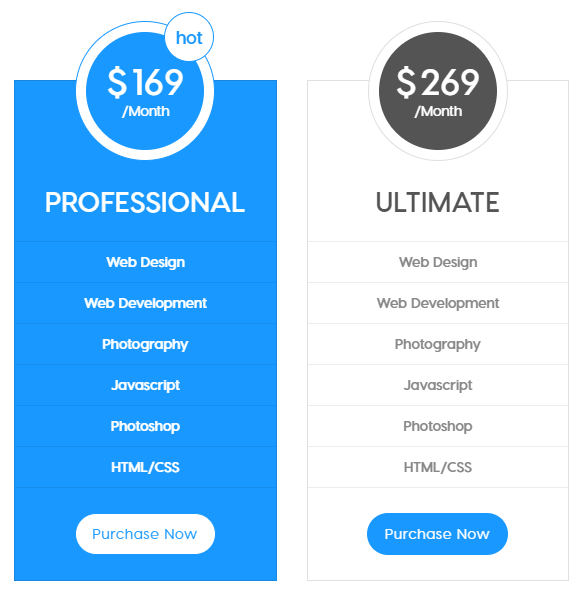 hot
$169
/Month
PROFESSIONAL
Web Design
Web Development
Photography
Javascript
Photoshop
HTML/CSS
Purchase Now
$269
/Month
ULTIMATE
Web Design
Web Development
Photography
Javascript
Photoshop
HTML/CSS
Purchase Now